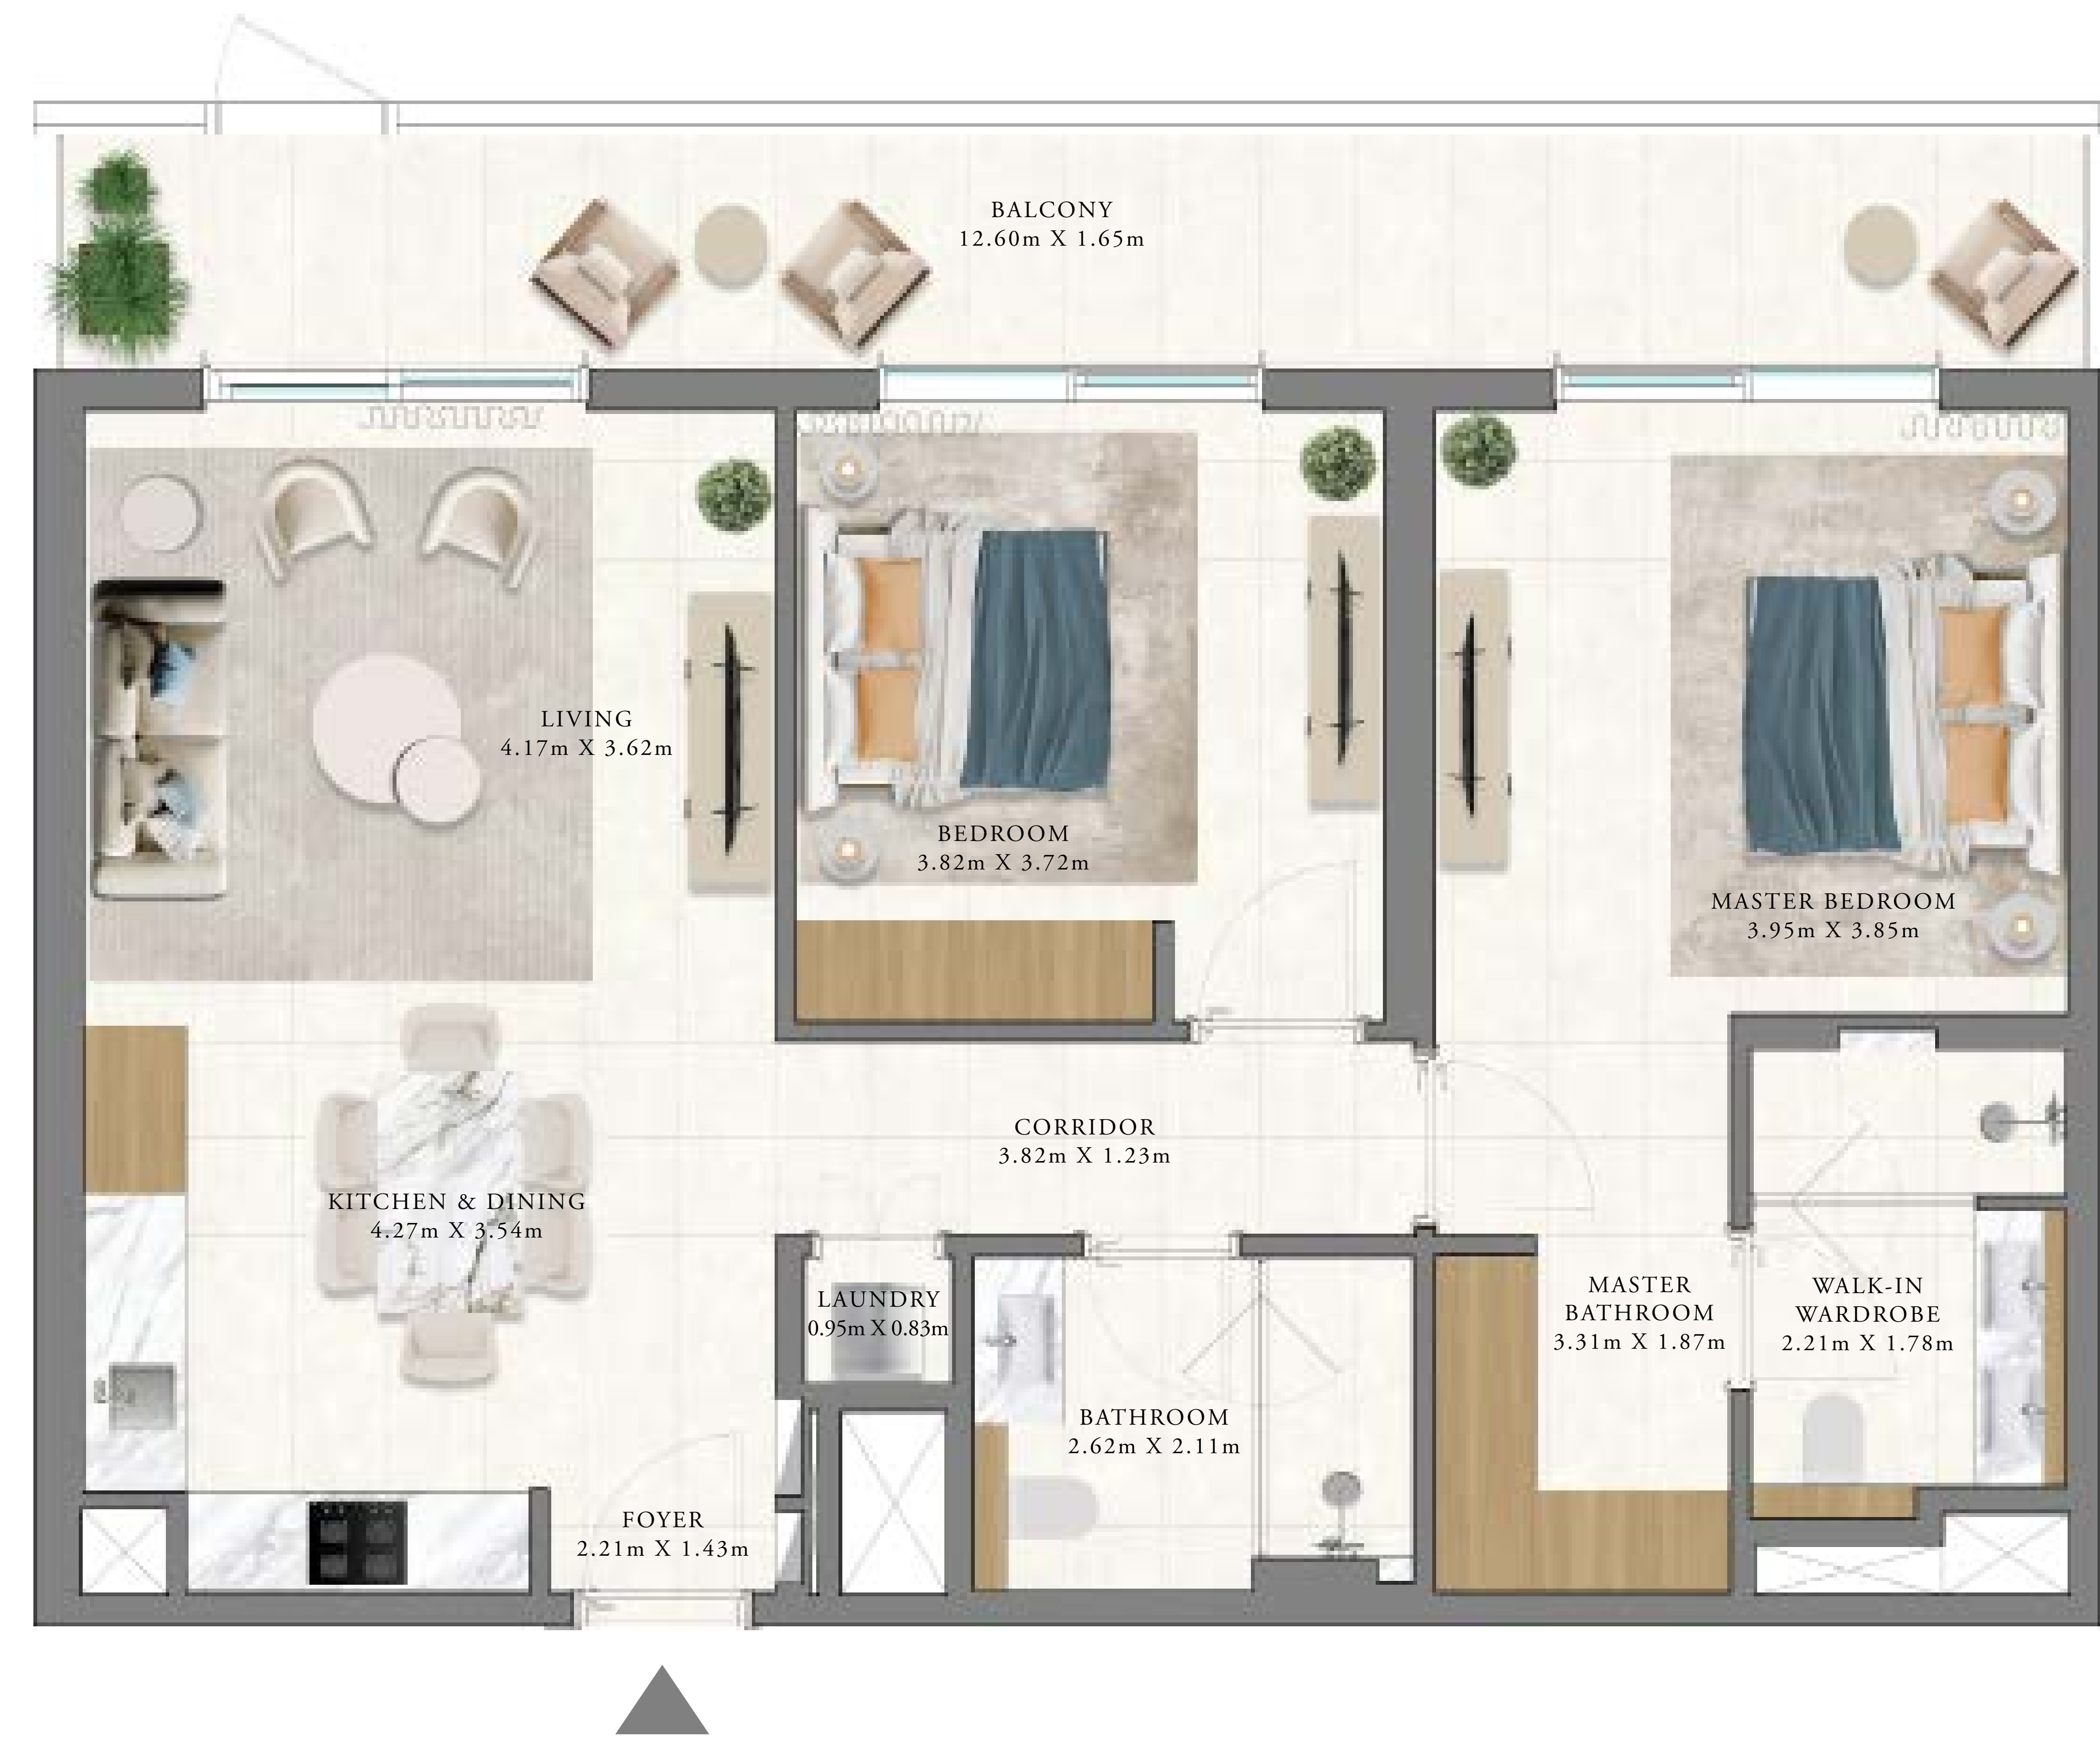 BALCONY
12.60m X 1.65m
LIVING
4.17m X 3.62m
BEDROOM
3.82m X 3.72m
MASTER BEDROOM
3.95m X 3.85m
CORRIDOR
3.82m X 1.23m
KITCHEN & DINING
4.27m X 3.54m
LAUNDRY
0.95m X 0.83m
MASTER
BATHROOM
3.31m X 1.87m
WALK-IN
WARDROBE
2.21m X 1.78m
BATHROOM
2.62m X 2.11m
FOYER
2.21m X 1.43m